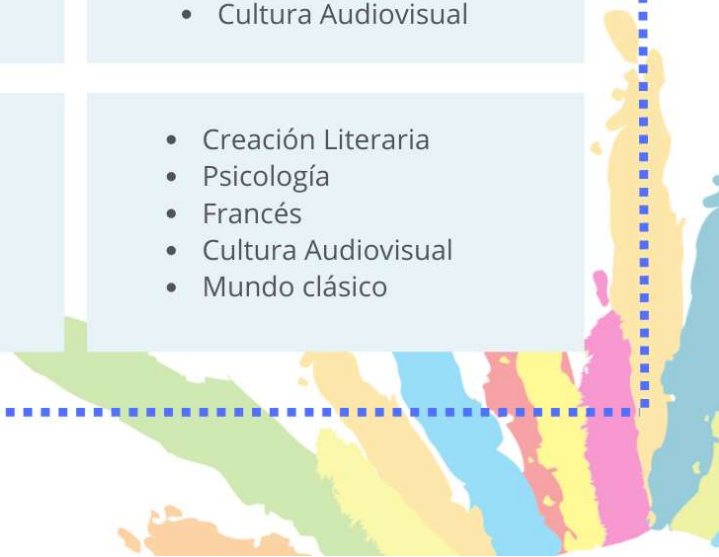 • Cultura Audiovisual
• Creación Literaria
• Psicología
• Francés
• Cultura Audiovisual
• Mundo clásico